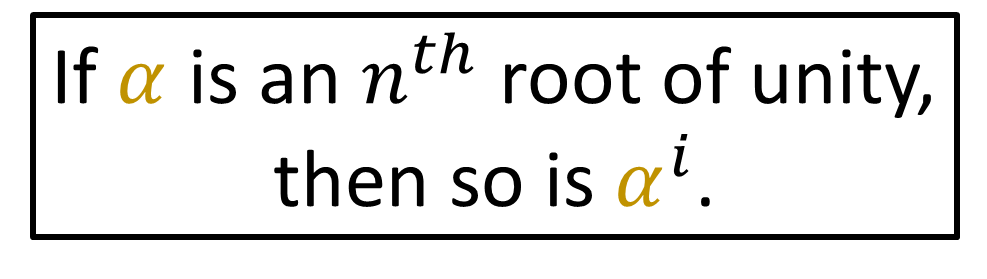 If α is an nᵗʰ root of unity,
then so is αⁱ.